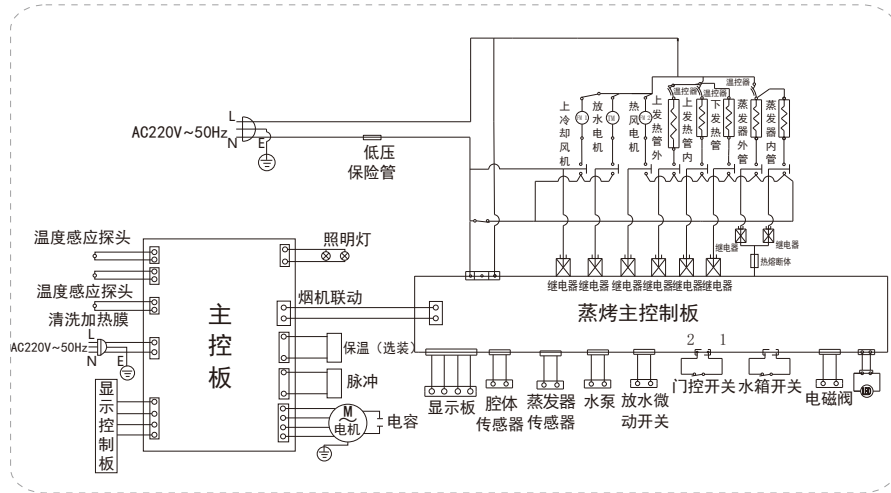 L
AC220V～50Hz
N
E
低压
保险管
上冷却风机
放水电机
热风电机
上发热管外
上发热管内
下发热管
蒸发器外管
蒸发器内管
温控器
温控器
温控器
M
继电器
继电器
热熔断体
继电器
继电器
继电器
继电器
继电器
继电器
蒸烤主控制板
温度感应探头
温度感应探头
清洗加热膜
L
AC220V～50Hz
N
E
显示控制板
主控板
照明灯
烟机联动
保温（选装）
脉冲
M
电机
电容
显示板
腔体
传感器
蒸发器
传感器
水泵
放水微
动开关
2 1
门控开关
水箱开关
电磁阀